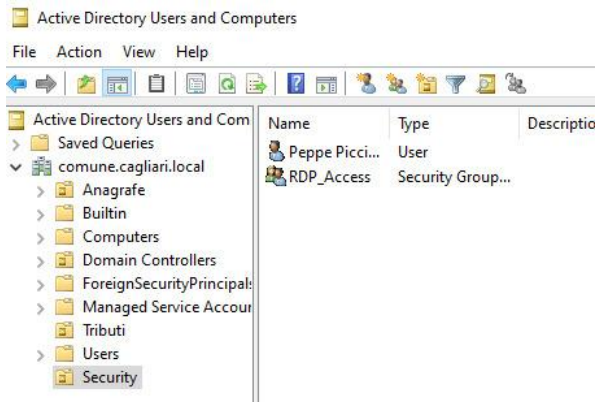 Active Directory Users and Computers
File Action View Help
Active Directory Users and Com
Saved Queries
comune.cagliari.local
Anagrafe
Builtin
Computers
Domain Controllers
ForeignSecurityPrincipals
Managed Service Accour
Tributi
Users
Security
Name Type Descriptio
Peppe Picci... User
RDP_Access Security Group...